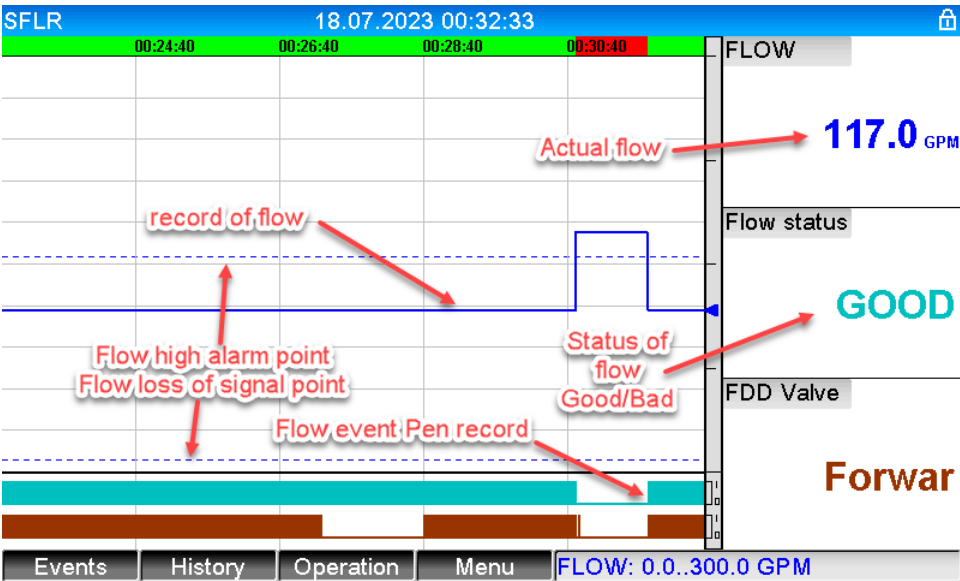 SFLR 18.07.2023 00:32:33
00:24:40 00:26:40 00:28:40 00:30:40
FLOW
Actual flow
117.0 GPM
record of flow
Flow status
GOOD
Flow high alarm point
Flow loss of signal point
Status of
flow
Good/Bad
FDD Valve
Flow event Pen record
Forwar
Events History Operation Menu FLOW: 0.0..300.0 GPM